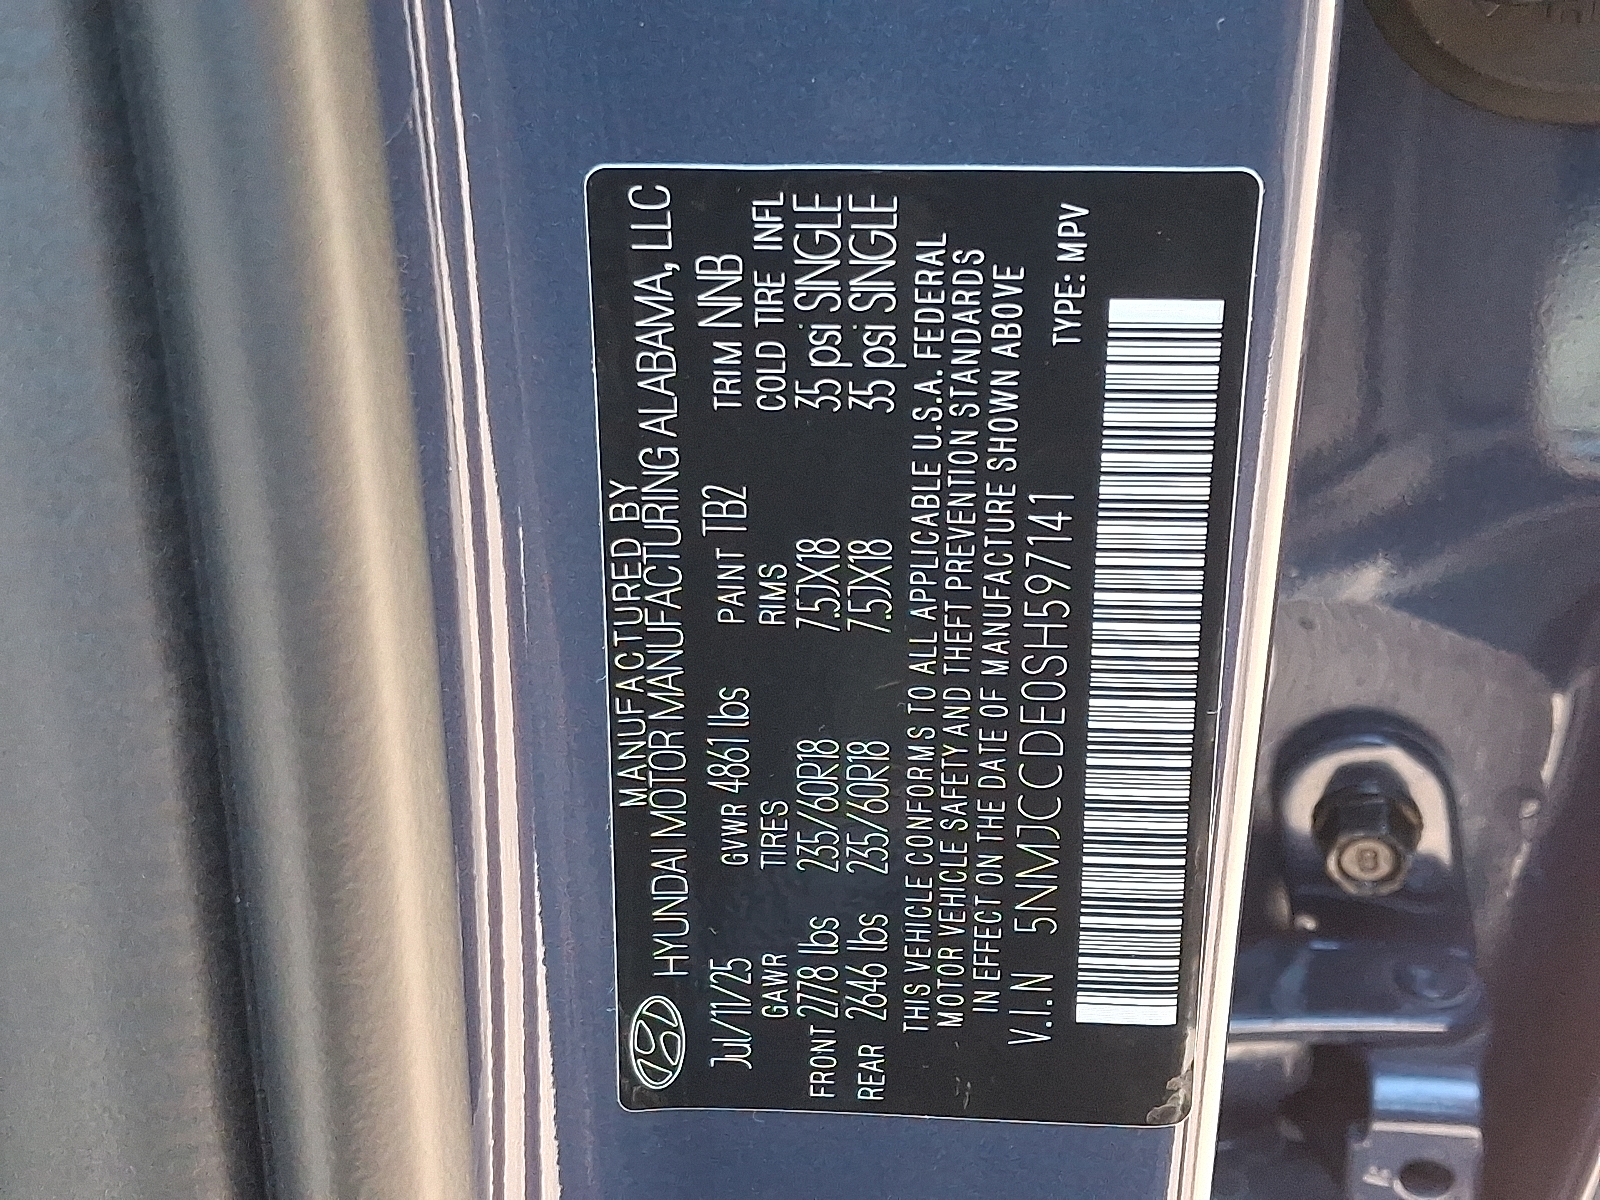 MANUFACTURED BY
HYUNDAI MOTOR MANUFACTURING ALABAMA, LLC
Jul/11/25 GVWR 4861 lbs PAINT TB2 TRIM NNB
GAWR TIRES RIMS COLD TIRE INFL
FRONT 2778 lbs 235/60R18 7.5JX18 35 psi SINGLE
REAR 2646 lbs 235/60R18 7.5JX18 35 psi SINGLE
THIS VEHICLE CONFORMS TO ALL APPLICABLE U.S.A. FEDERAL
MOTOR VEHICLE SAFETY AND THEFT PREVENTION STANDARDS
IN EFFECT ON THE DATE OF MANUFACTURE SHOWN ABOVE
V.I.N 5NMJCCDE0SH597141 TYPE: MPV
8